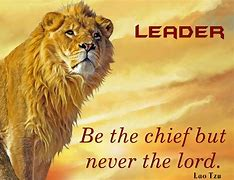 LEADER
Be the chief but
never the lord.
Lao Tzu